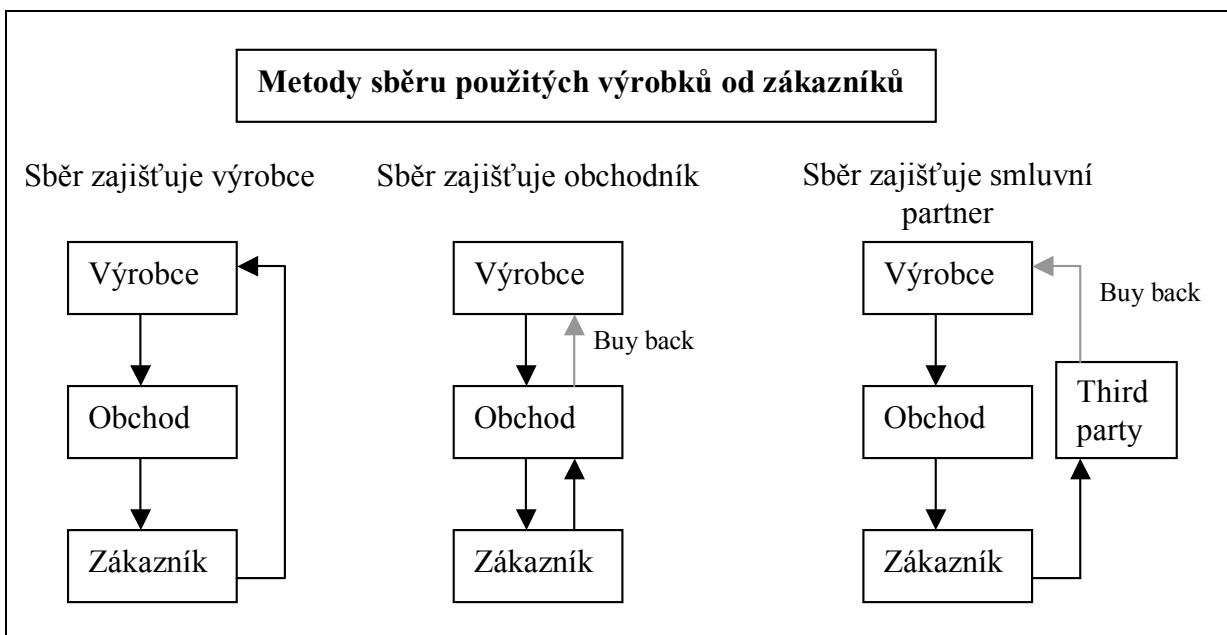 Metody sběru použitých výrobků od zákazníků
Sběr zajišťuje výrobce
Výrobce
Obchod
Zákazník
Sběr zajišťuje obchodník
Výrobce
Buy back
Obchod
Zákazník
Sběr zajišťuje smluvní
partner
Výrobce
Buy back
Obchod
Third
party
Zákazník